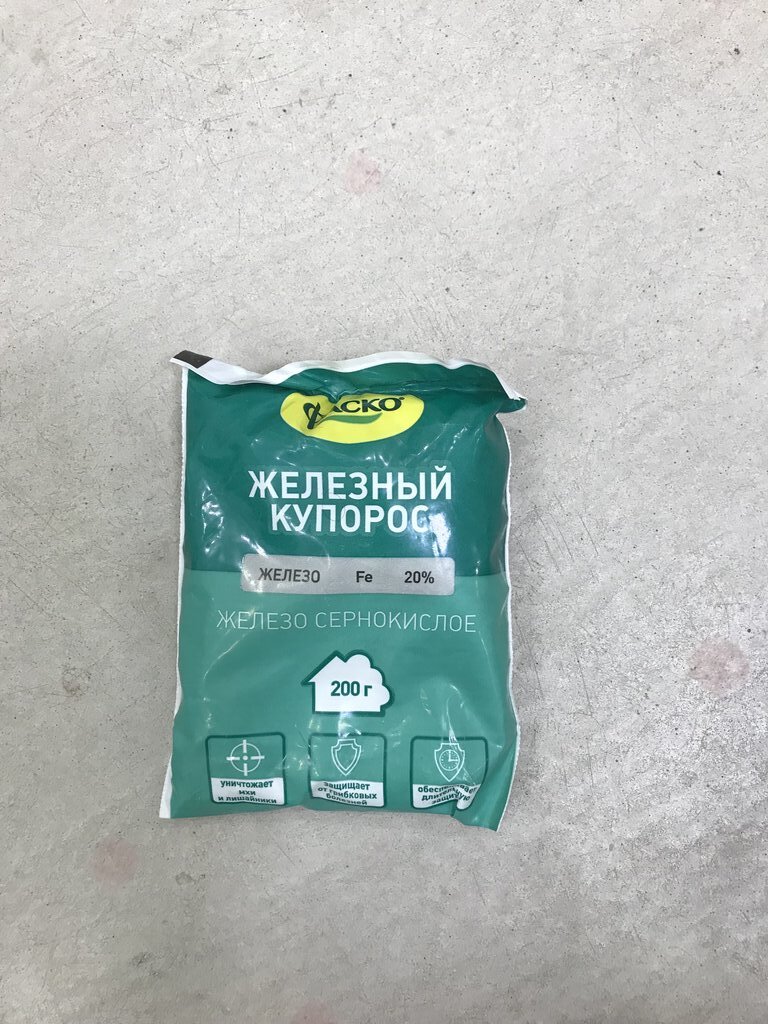 ЖЕЛЕЗНЫЙ
КУПОРОС
ЖЕЛЕЗО Fe 20%
ЖЕЛЕЗО СЕРНОКИСЛОЕ
200 г
уничтожает
мхи
и лишайники
защищает
от грибковых
болезней